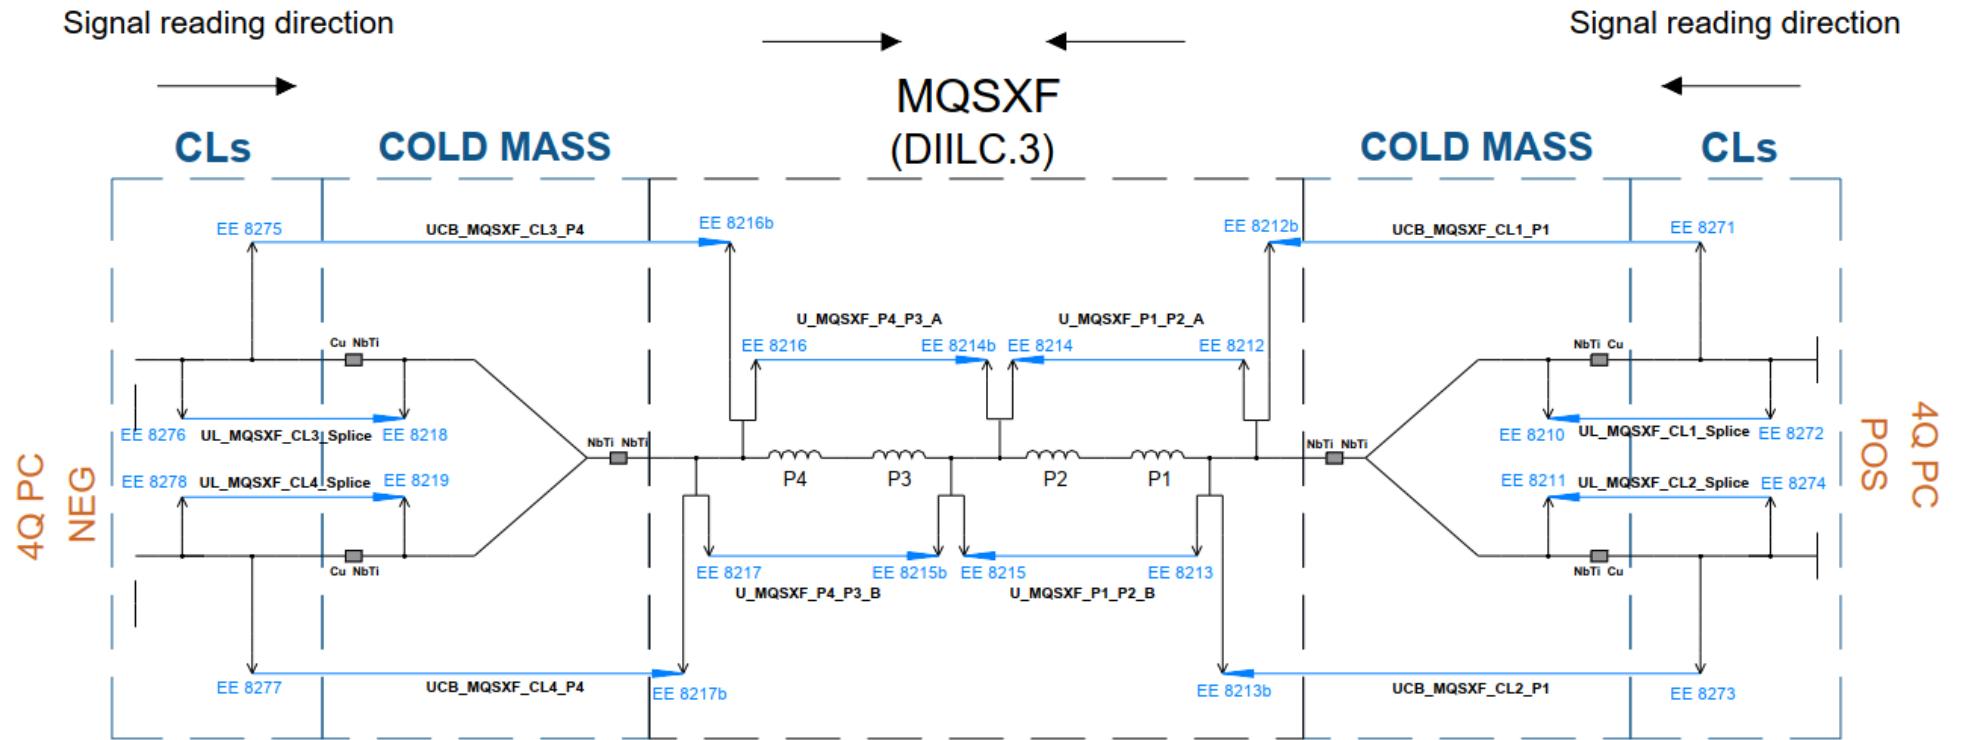 Signal reading direction
Signal reading direction
MQSXF
(DIILC.3)
CLs
COLD MASS
COLD MASS
CLs
EE 8275
UCB_MQSXF_CL3_P4
EE 8216b
EE 8212b
UCB_MQSXF_CL1_P1
EE 8271
U_MQSXF_P4_P3_A
U_MQSXF_P1_P2_A
Cu NbTi
EE 8216
EE 8214b
EE 8214
EE 8212
NbTi Cu
EE 8276
UL_MQSXF_CL3_Splice
EE 8218
NbTi NbTi
NbTi NbTi
EE 8210
UL_MQSXF_CL1_Splice
EE 8272
4Q PC
NEG
EE 8278
UL_MQSXF_CL4_Splice
EE 8219
P4
P3
P2
P1
EE 8211
UL_MQSXF_CL2_Splice
EE 8274
4Q PC
POS
Cu NbTi
EE 8217
EE 8215b
EE 8215
EE 8213
NbTi Cu
U_MQSXF_P4_P3_B
U_MQSXF_P1_P2_B
EE 8277
UCB_MQSXF_CL4_P4
EE 8217b
EE 8213b
UCB_MQSXF_CL2_P1
EE 8273